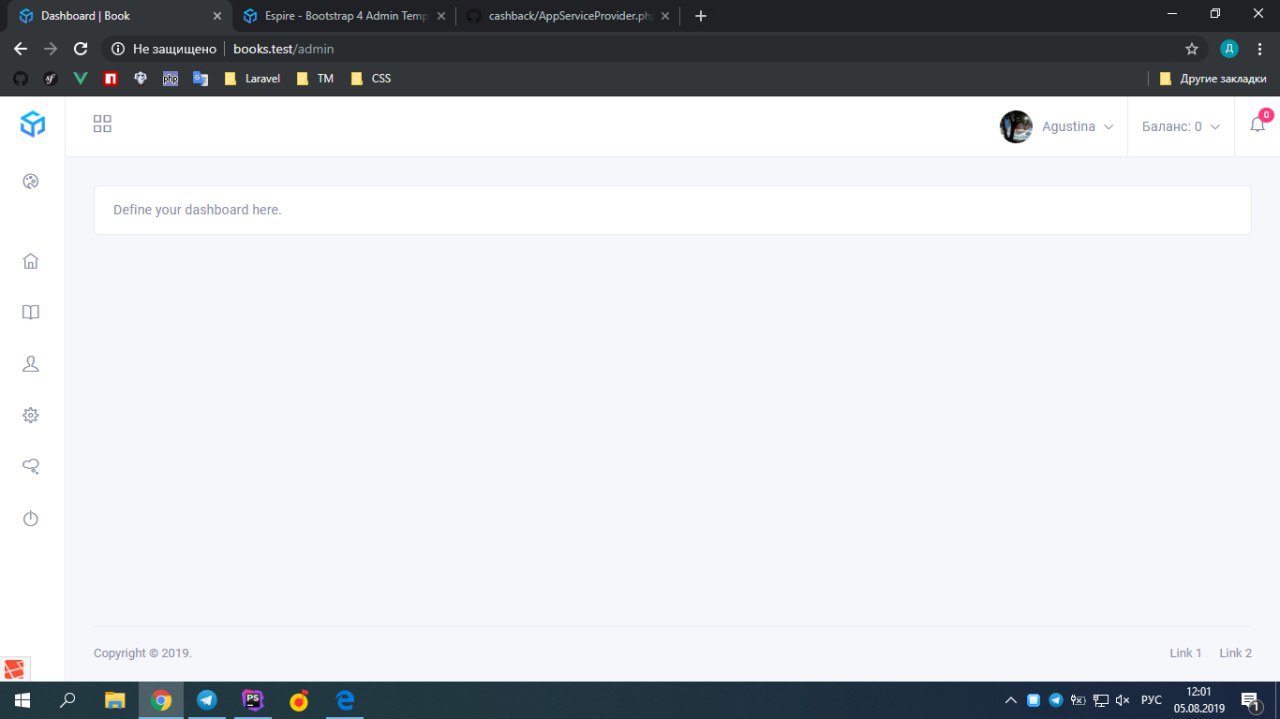 Dashboard | Book
Espire - Bootstrap 4 Admin Temp
cashback/AppServiceProvider.ph
Не защищено
books.test/admin
Д
php
Laravel
TM
CSS
Другие закладки
Agustina
Баланс: 0
0
Define your dashboard here.
Copyright © 2019.
Link 1
Link 2
PS
РУС
12:01
05.08.2019
1